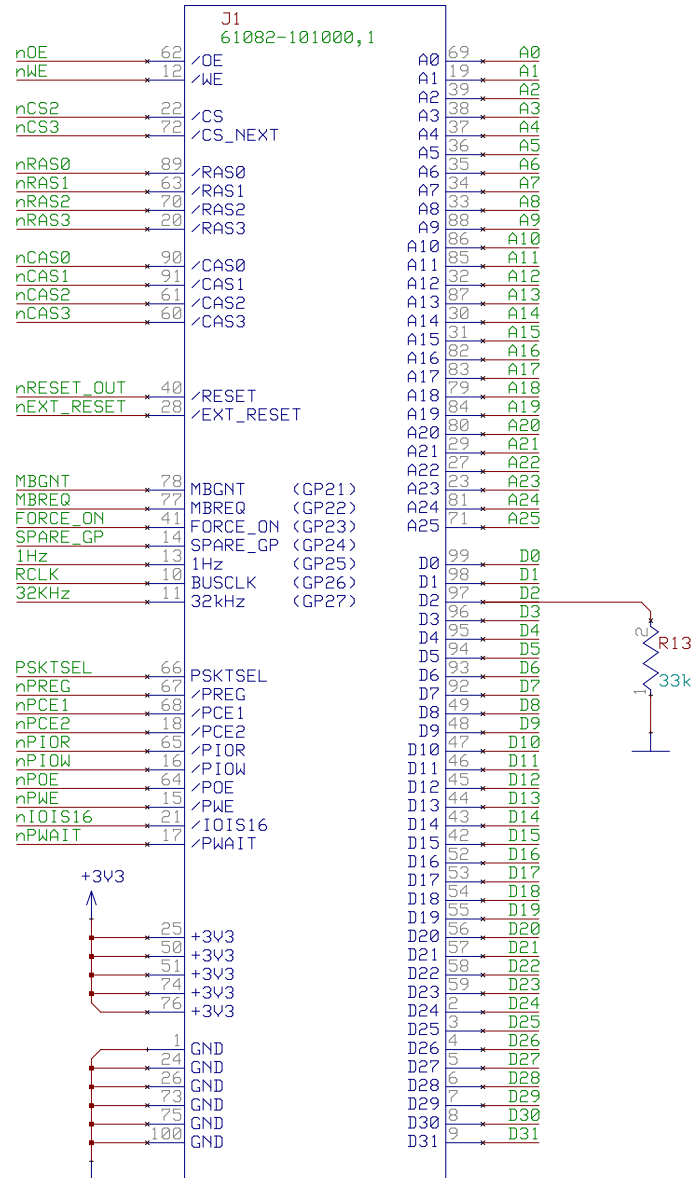 J1
61082-101000,1
nOE 62 /OE A0 69 A0
nWE 12 /WE A1 19 A1
A2 39 A2
nCS2 22 /CS A3 38 A3
nCS3 72 /CS_NEXT A4 37 A4
A5 36 A5
nRAS0 89 /RAS0 A6 35 A6
nRAS1 63 /RAS1 A7 34 A7
nRAS2 70 /RAS2 A8 33 A8
nRAS3 20 /RAS3 A9 88 A9
A10 86 A10
nCAS0 90 /CAS0 A11 85 A11
nCAS1 91 /CAS1 A12 32 A12
nCAS2 61 /CAS2 A13 87 A13
nCAS3 60 /CAS3 A14 30 A14
A15 31 A15
A16 82 A16
A17 83 A17
nRESET_OUT 40 /RESET A18 79 A18
nEXT_RESET 28 /EXT_RESET A19 84 A19
A20 80 A20
A21 29 A21
A22 27 A22
MBGNT 78 MBGNT (GP21) A23 23 A23
MBREQ 77 MBREQ (GP22) A24 81 A24
FORCE_ON 41 FORCE_ON (GP23) A25 71 A25
SPARE_GP 14 SPARE_GP (GP24)
1Hz 13 1Hz (GP25) D0 99 D0
RCLK 10 BUSCLK (GP26) D1 98 D1
32KHz 11 32kHz (GP27) D2 97 D2
D3 96 D3
D4 95 D4
2 R13
D5 94 D5
PSKTSEL 66 PSKTSEL D6 93 D6
33k
nPREG 67 /PREG D7 92 D7
1
nPCE1 68 /PCE1 D8 49 D8
nPCE2 18 /PCE2 D9 48 D9
nPIOR 65 /PIOR D10 47 D10
nPIOW 16 /PIOW D11 46 D11
nPOE 64 /POE D12 45 D12
nPWE 15 /PWE D13 44 D13
nIOIS16 21 /IOIS16 D14 43 D14
nPWAIT 17 /PWAIT D15 42 D15
D16 52 D16
+3V3
D17 53 D17
D18 54 D18
D19 55 D19
25 +3V3 D20 56 D20
50 +3V3 D21 57 D21
51 +3V3 D22 58 D22
74 +3V3 D23 59 D23
76 +3V3 D24 2 D24
D25 3 D25
1 GND D26 4 D26
24 GND D27 5 D27
26 GND D28 6 D28
73 GND D29 7 D29
75 GND D30 8 D30
100 GND D31 9 D31